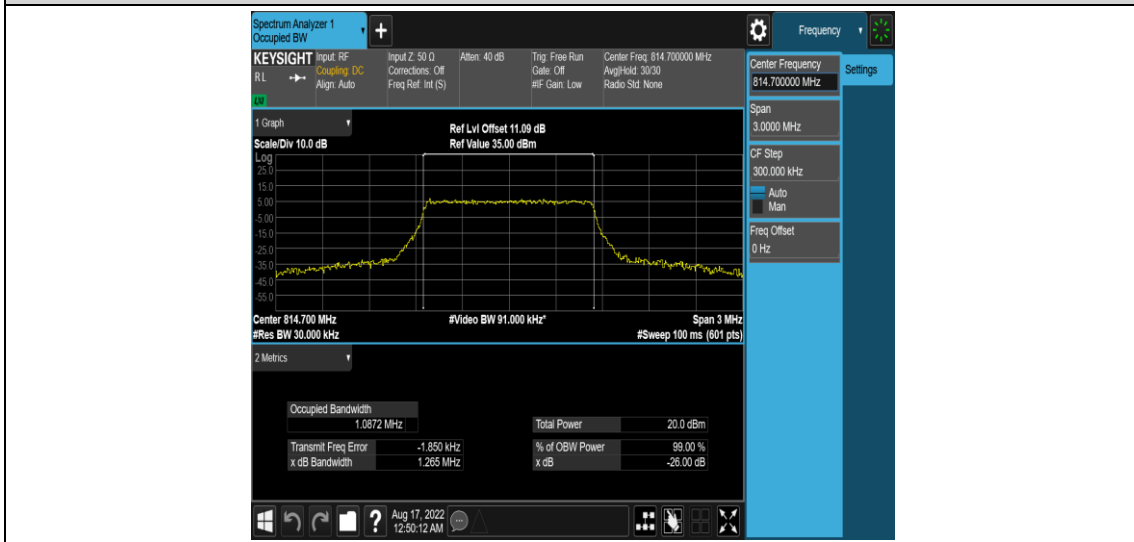 Spectrum Analyzer 1
Occupied BW
+
Frequency
KEYSIGHT
RL
Input: RF
Coupling: DC
Align: Auto
Input Z: 50 Ω
Corrections: Off
Freq Ref: Int (S)
Atten: 40 dB
Trig: Free Run
Gate: Off
#IF Gain: Low
Center Freq: 814.700000 MHz
Avg|Hold: 30/30
Radio Std: None
Center Frequency
814.700000 MHz
Settings
Span
3.0000 MHz
CF Step
300.000 kHz
Auto
Man
Freq Offset
0 Hz
1 Graph
Scale/Div 10.0 dB
Ref Lvl Offset 11.09 dB
Ref Value 35.00 dBm
Log
25.0
15.0
5.00
-5.00
-15.0
-25.0
-35.0
-45.0
-55.0
Center 814.700 MHz
#Video BW 91.000 kHz*
Span 3 MHz
#Res BW 30.000 kHz
#Sweep 100 ms (601 pts)
2 Metrics
Occupied Bandwidth
1.0872 MHz
Total Power 20.0 dBm
Transmit Freq Error -1.850 kHz
% of OBW Power 99.00 %
x dB Bandwidth 1.265 MHz
x dB -26.00 dB
?
Aug 17, 2022
12:50:12 AM